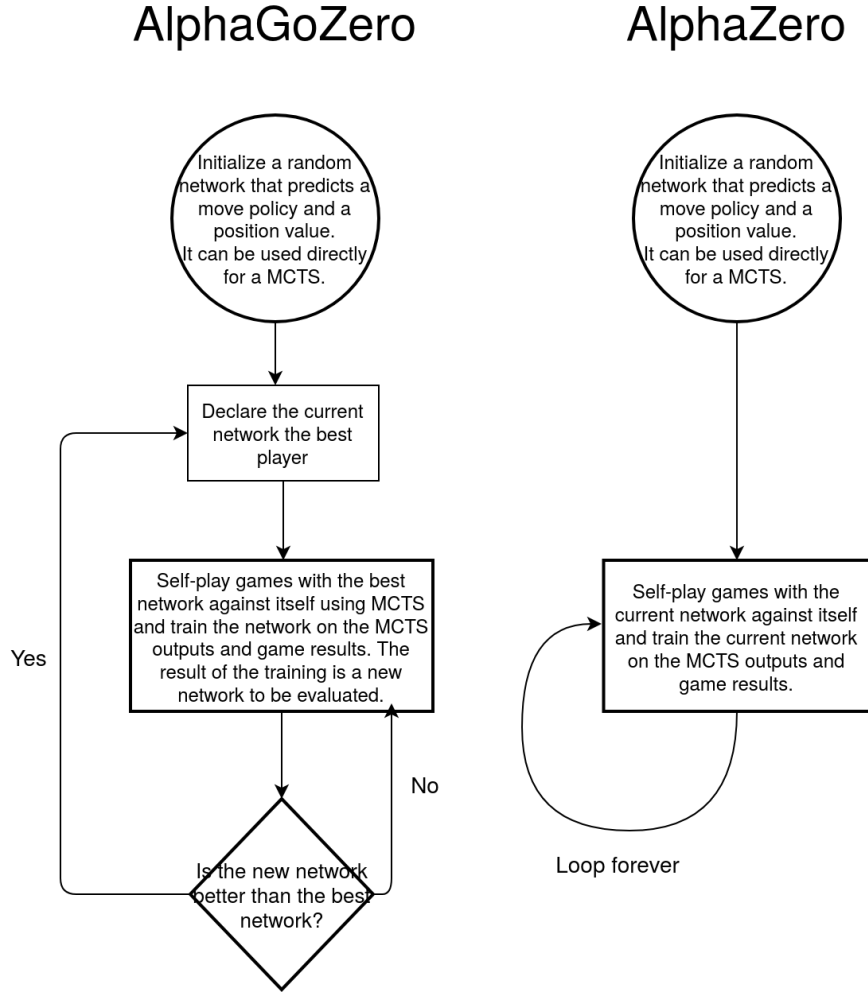 AlphaGoZero
Initialize a random
network that predicts a
move policy and a
position value.
It can be used directly
for a MCTS.
Declare the current
network the best
player
Self-play games with the best
network against itself using MCTS
and train the network on the MCTS
outputs and game results. The
result of the training is a new
network to be evaluated.
Yes
No
Is the new network
better than the best
network?
AlphaZero
Initialize a random
network that predicts a
move policy and a
position value.
It can be used directly
for a MCTS.
Self-play games with the
current network against itself
and train the current network
on the MCTS outputs and
game results.
Loop forever